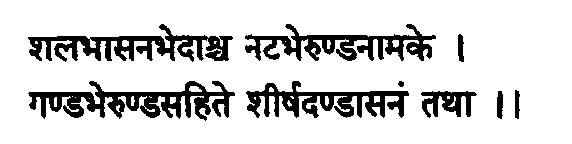 शलभासनभेदाश्च नटभेरुण्डनामके ।
गण्डभेरुण्डसहिते शीर्षदण्डासनं तथा ।।